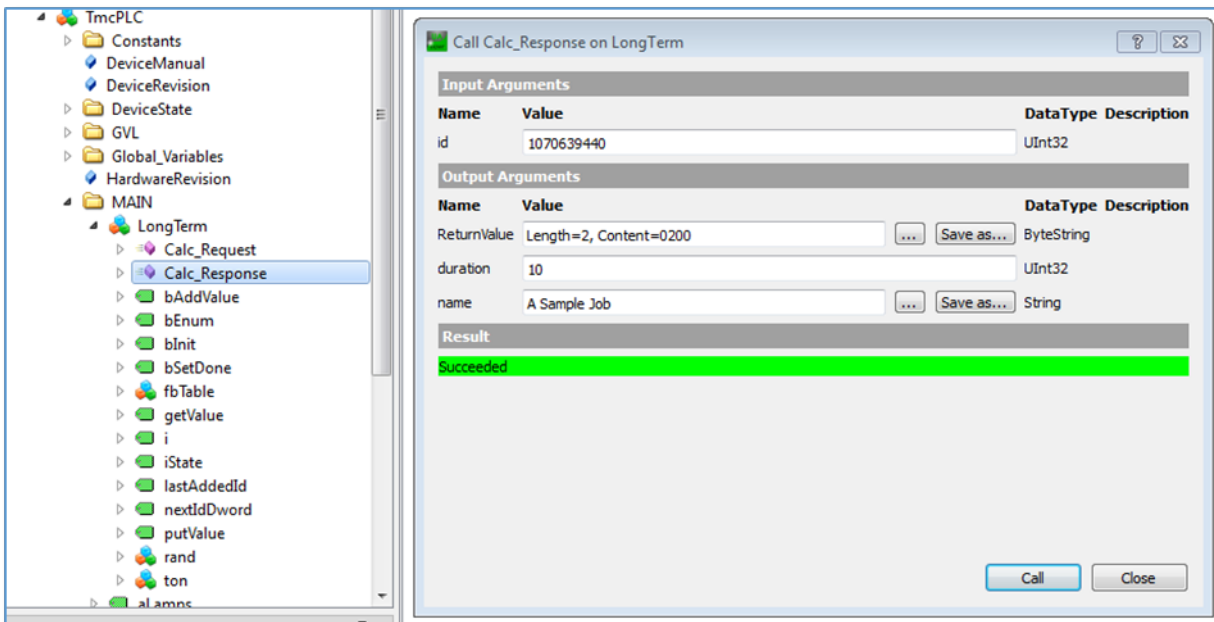 TmcPLC
Constants
DeviceManual
DeviceRevision
DeviceState
GVL
Global_Variables
HardwareRevision
MAIN
LongTerm
Calc_Request
Calc_Response
bAddValue
bEnum
bInit
bSetDone
fbTable
getValue
i
iState
lastAddedId
nextIdDword
putValue
rand
ton
Call Calc_Response on LongTerm
Input Arguments
Name Value DataType Description
id 1070639440 UInt32
Output Arguments
Name Value DataType Description
ReturnValue Length=2, Content=0200 ... Save as... ByteString
duration 10 UInt32
name A Sample Job ... Save as... String
Result
Succeeded
Call Close